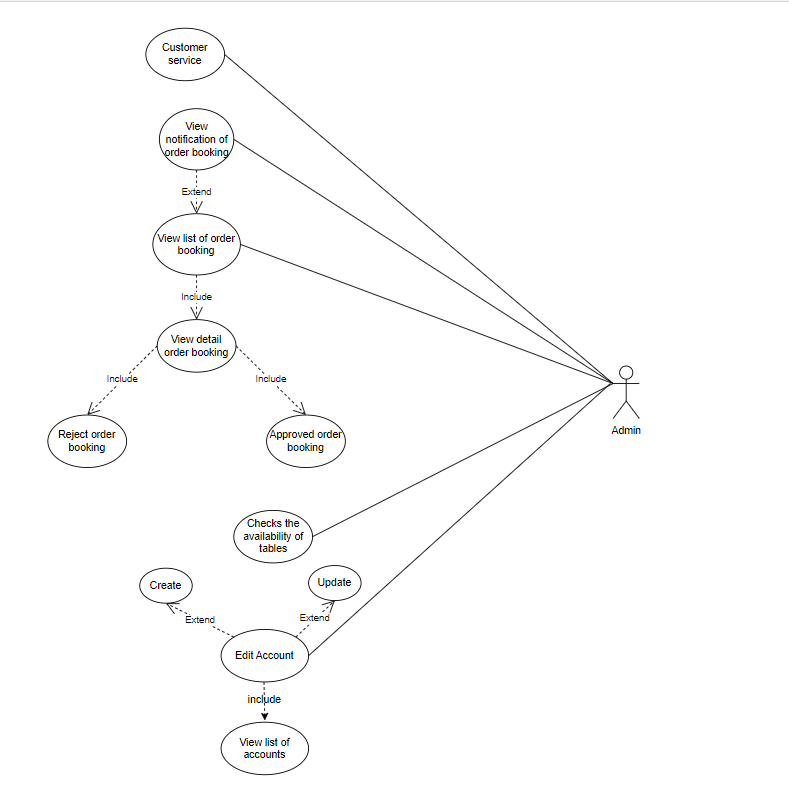 Customer
service
View
notification of
order booking
Extend
View list of order
booking
Include
View detail
order booking
Include
Include
Reject order
booking
Approved order
booking
Admin
Checks the
availability of
tables
Create
Update
Extend
Extend
Edit Account
include
View list of
accounts